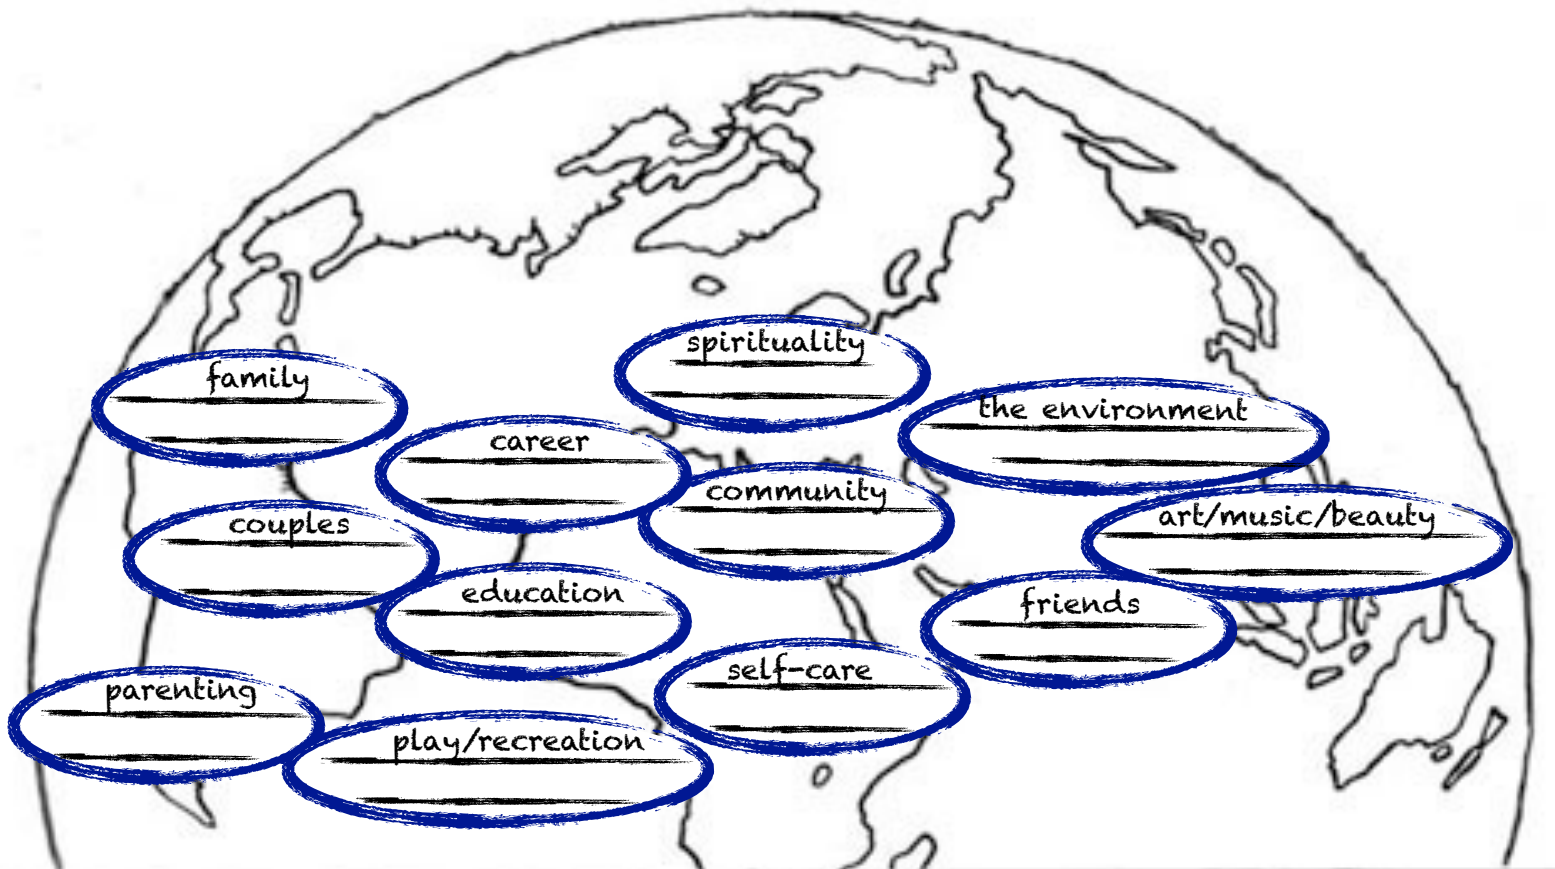 spirituality
family
the environment
career
community
art/music/beauty
couples
education
friends
self-care
parenting
play/recreation